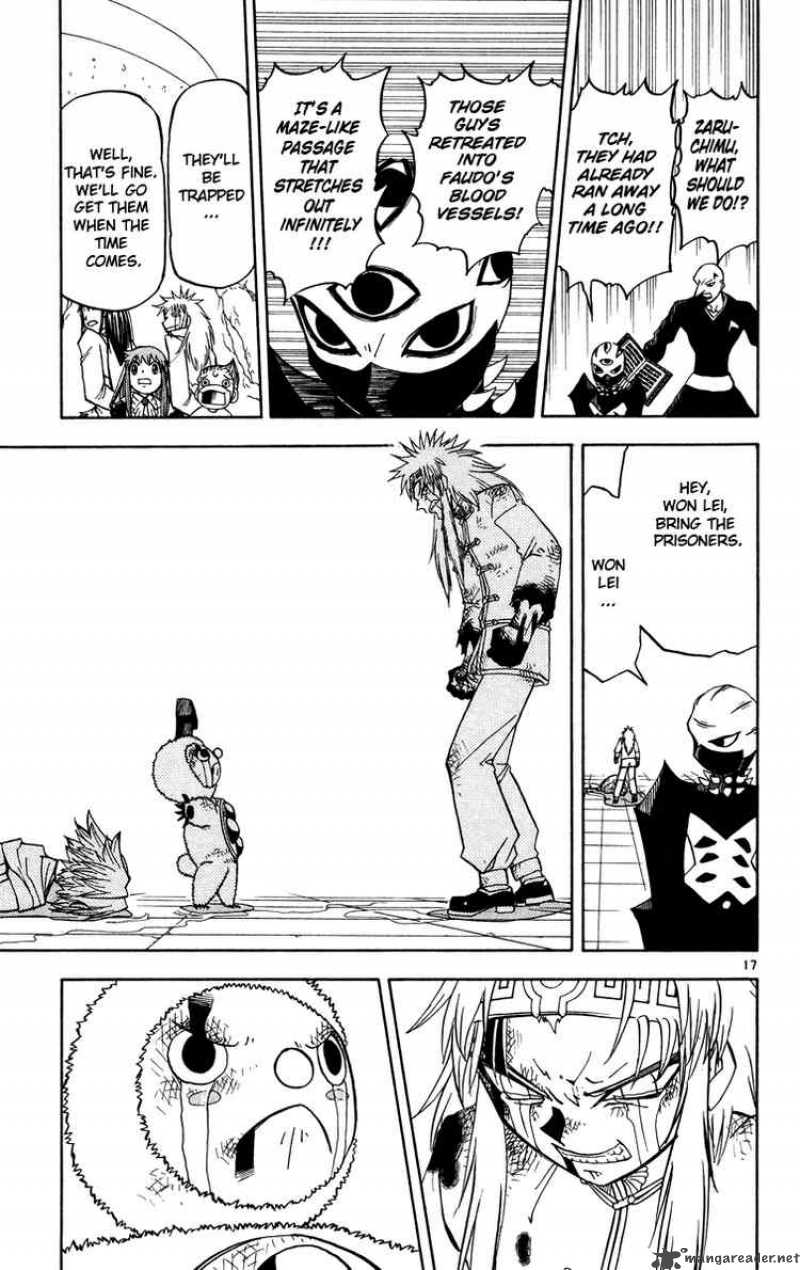 ZARU-
CHIMU,
WHAT
SHOULD
WE DO!?
TCH,
THEY HAD
ALREADY
RAN AWAY
A LONG
TIME AGO!!
THOSE
GUYS
RETREATED
INTO
FAUDO'S
BLOOD
VESSELS!
IT'S A
MAZE-LIKE
PASSAGE
THAT
STRETCHES
OUT
INFINITELY
!!!
THEY'LL
BE
TRAPPED
...
WELL,
THAT'S FINE.
WE'LL GO
GET THEM
WHEN THE
TIME
COMES.
HEY,
WON LEI,
BRING THE
PRISONERS.
WON
LEI
...
17
mangareader.net